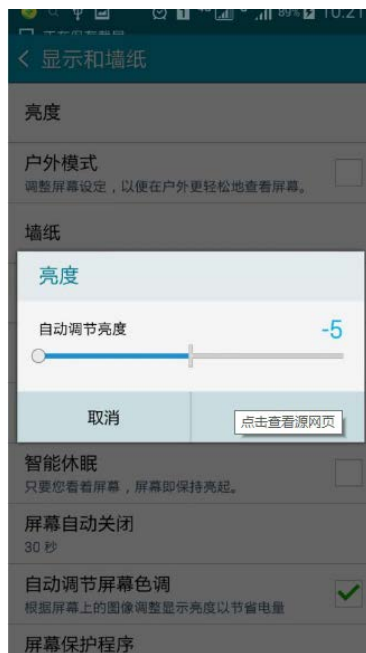 89% 10:21
显示和墙纸
亮度
户外模式
调整屏幕设定，以便在户外更轻松地查看屏幕。
墙纸
亮度
自动调节亮度
-5
取消
点击查看源网页
智能休眠
只要您看着屏幕，屏幕即保持亮起。
屏幕自动关闭
30 秒
自动调节屏幕色调
根据屏幕上的图像调整显示亮度以节省电量
屏幕保护程序